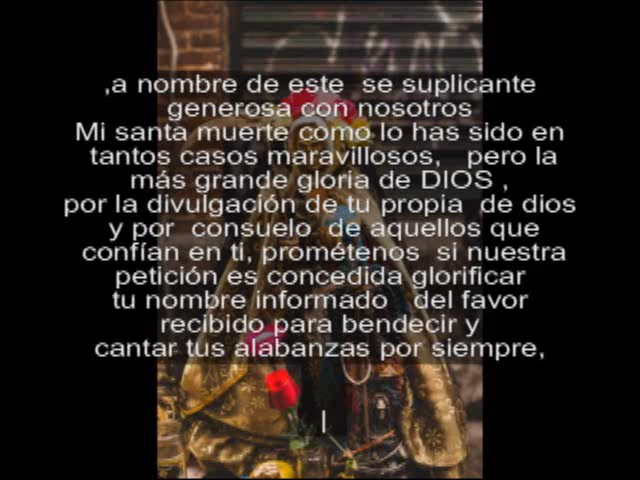 ,a nombre de este se suplicante
generosa con nosotros
Mi santa muerte como lo has sido en
tantos casos maravillosos, pero la
más grande gloria de DIOS ,
por la divulgación de tu propia de dios
y por consuelo de aquellos que
confían en ti, prométenos si nuestra
petición es concedida glorificar
tu nombre informado del favor
recibido para bendecir y
cantar tus alabanzas por siempre,
l